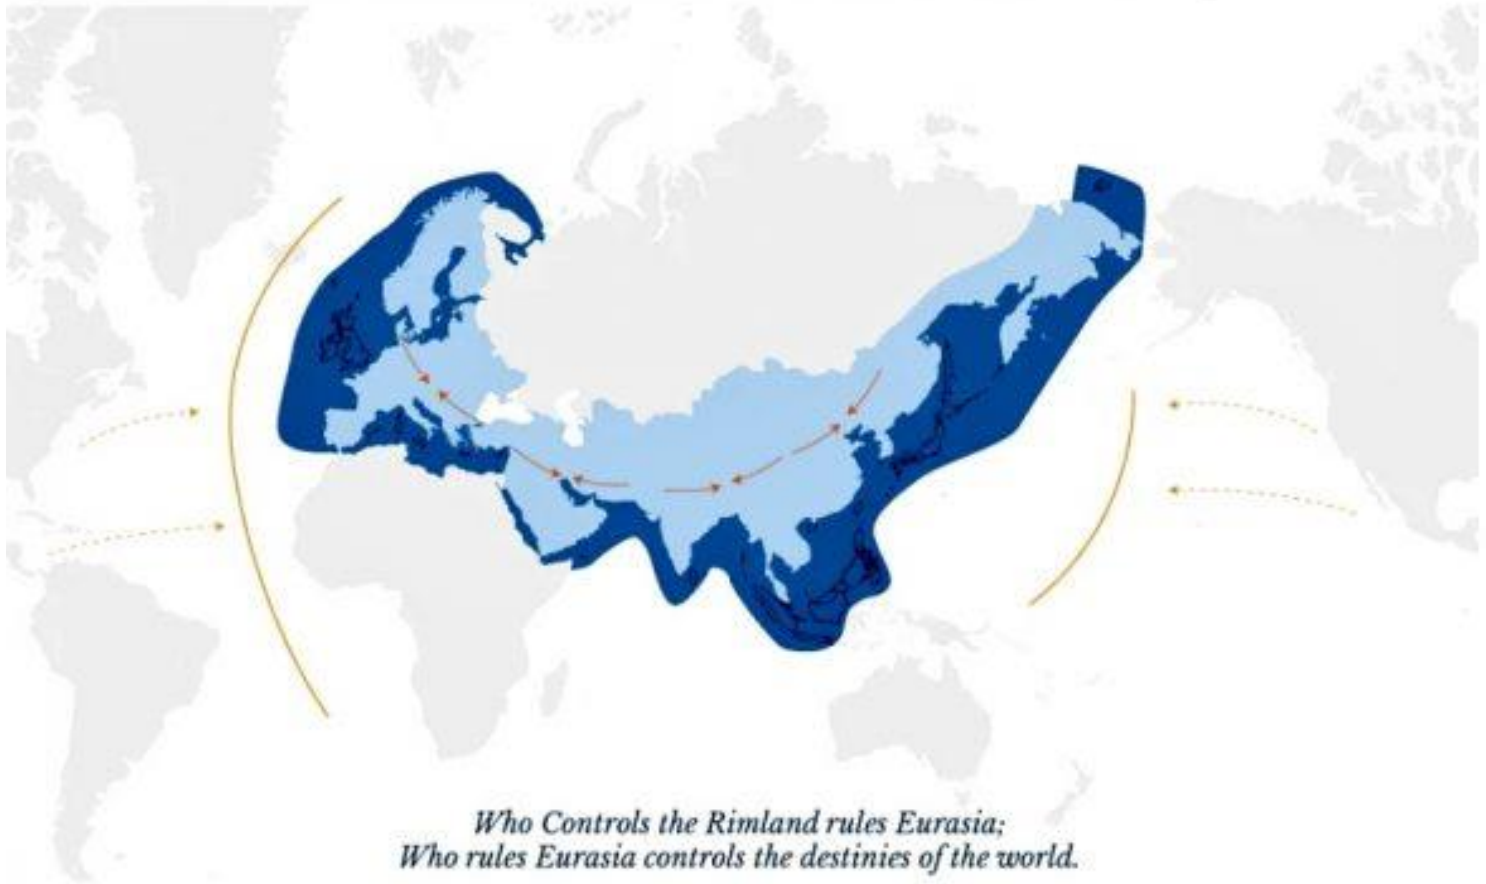 Who Controls the Rimland rules Eurasia;
Who rules Eurasia controls the destinies of the world.